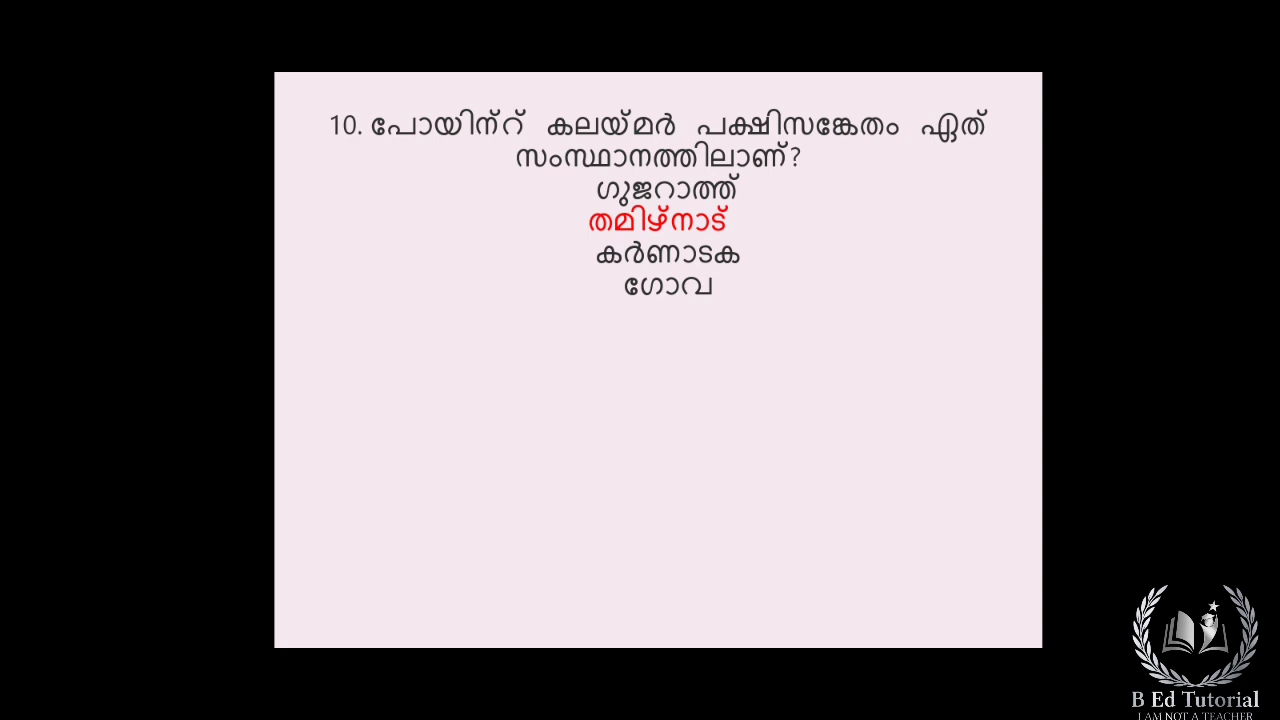 10. പോയിന്റ് കലയ്മർ പക്ഷിസങ്കേതം ഏത്
സംസ്ഥാനത്തിലാണ്?
ഗുജറാത്ത്
തമിഴ്നാട്
കർണാടക
ഗോവ
B Ed Tutorial
I AM NOT A TEACHER